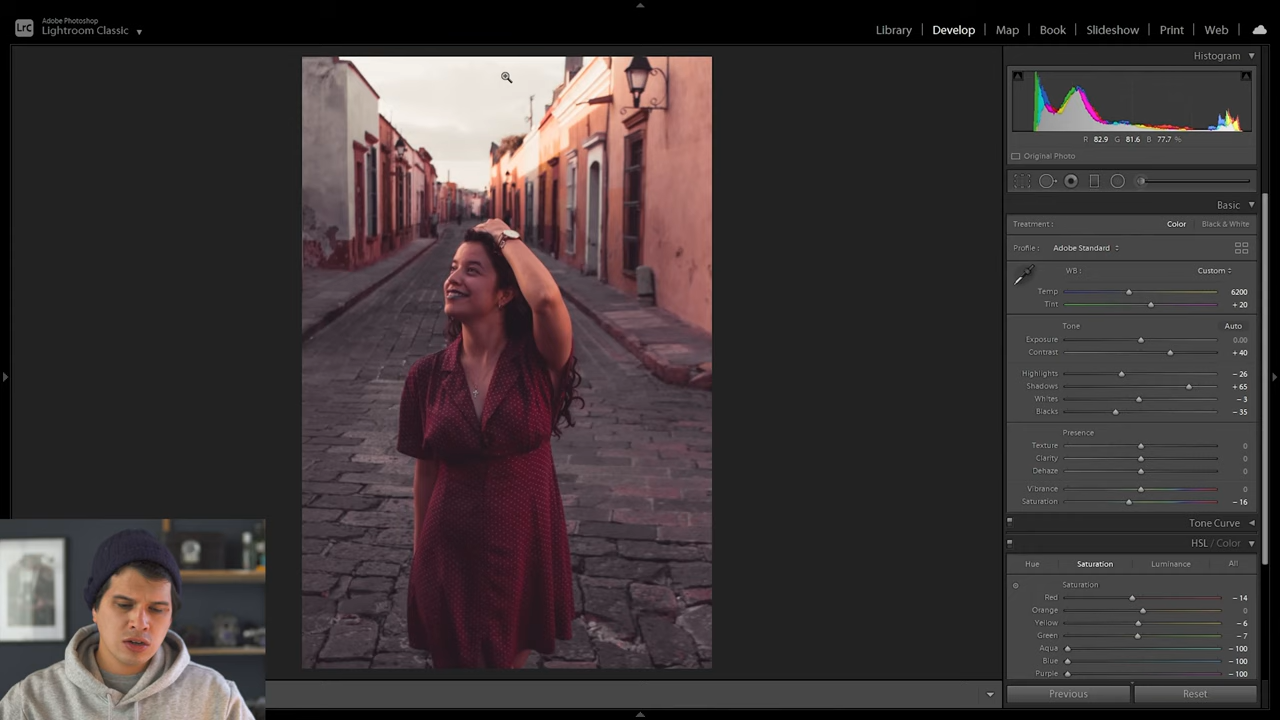 LrC
Adobe Photoshop
Lightroom Classic
Library | Develop | Map | Book | Slideshow | Print | Web
Histogram
R 82.9 G 81.6 B 77.7 %
Original Photo
Basic
Treatment : Color Black & White
Profile : Adobe Standard
WB : Custom
Temp 6200
Tint + 20
Tone Auto
Exposure 0.00
Contrast + 40
Highlights − 26
Shadows + 65
Whites − 3
Blacks − 35
Presence
Texture 0
Clarity 0
Dehaze 0
Vibrance 0
Saturation − 16
Tone Curve
HSL / Color
Hue Saturation Luminance All
Saturation
Red − 14
Orange 0
Yellow − 6
Green − 7
Aqua − 100
Blue − 100
Purple − 100
Previous Reset